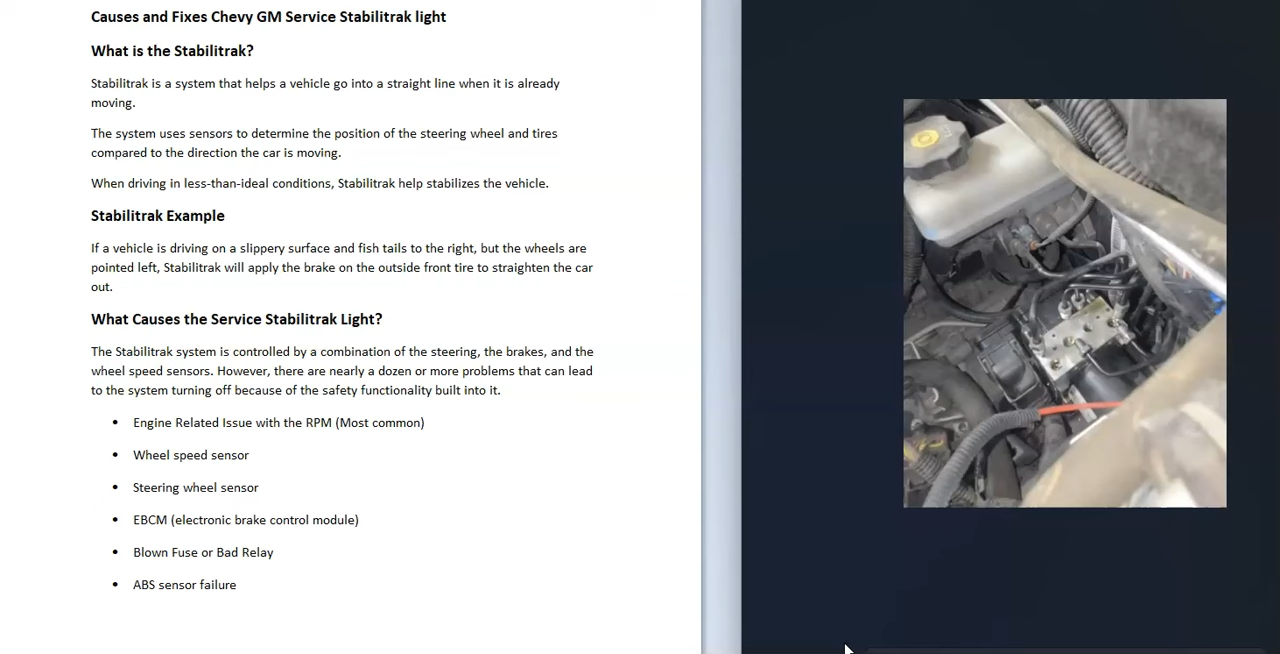 Causes and Fixes Chevy GM Service Stabilitrak light
What is the Stabilitrak?
Stabilitrak is a system that helps a vehicle go into a straight line when it is already
moving.
The system uses sensors to determine the position of the steering wheel and tires
compared to the direction the car is moving.
When driving in less-than-ideal conditions, Stabilitrak help stabilizes the vehicle.
Stabilitrak Example
If a vehicle is driving on a slippery surface and fish tails to the right, but the wheels are
pointed left, Stabilitrak will apply the brake on the outside front tire to straighten the car
out.
What Causes the Service Stabilitrak Light?
The Stabilitrak system is controlled by a combination of the steering, the brakes, and the
wheel speed sensors. However, there are nearly a dozen or more problems that can lead
to the system turning off because of the safety functionality built into it.
• Engine Related Issue with the RPM (Most common)
• Wheel speed sensor
• Steering wheel sensor
• EBCM (electronic brake control module)
• Blown Fuse or Bad Relay
• ABS sensor failure